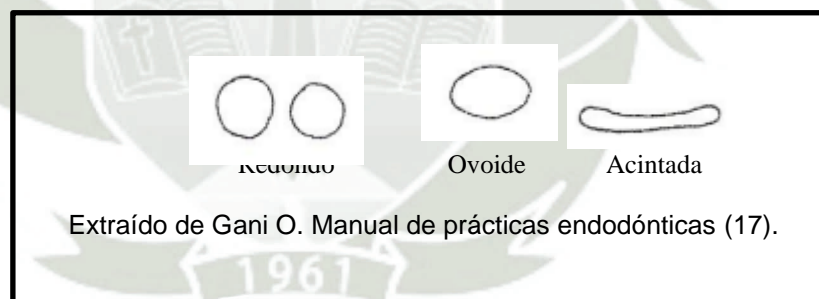 Redondo Ovoide Acintada
Extraído de Gani O. Manual de prácticas endodónticas (17).
1961